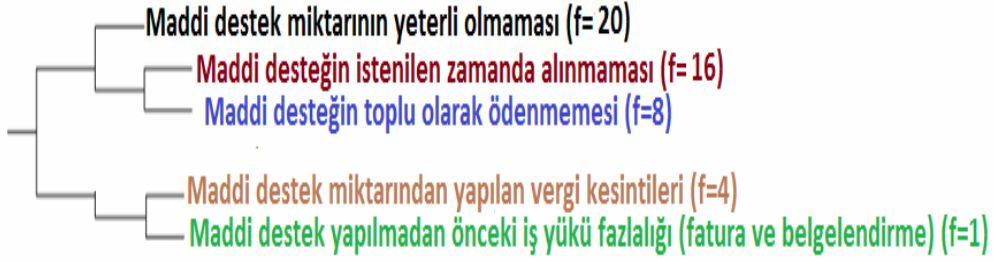 Maddi destek miktarının yeterli olmaması (f= 20)
Maddi desteğin istenilen zamanda alınmaması (f= 16)
Maddi desteğin toplu olarak ödenmemesi (f=8)
Maddi destek miktarından yapılan vergi kesintileri (f=4)
Maddi destek yapılmadan önceki iş yükü fazlalığı (fatura ve belgelendirme) (f=1)